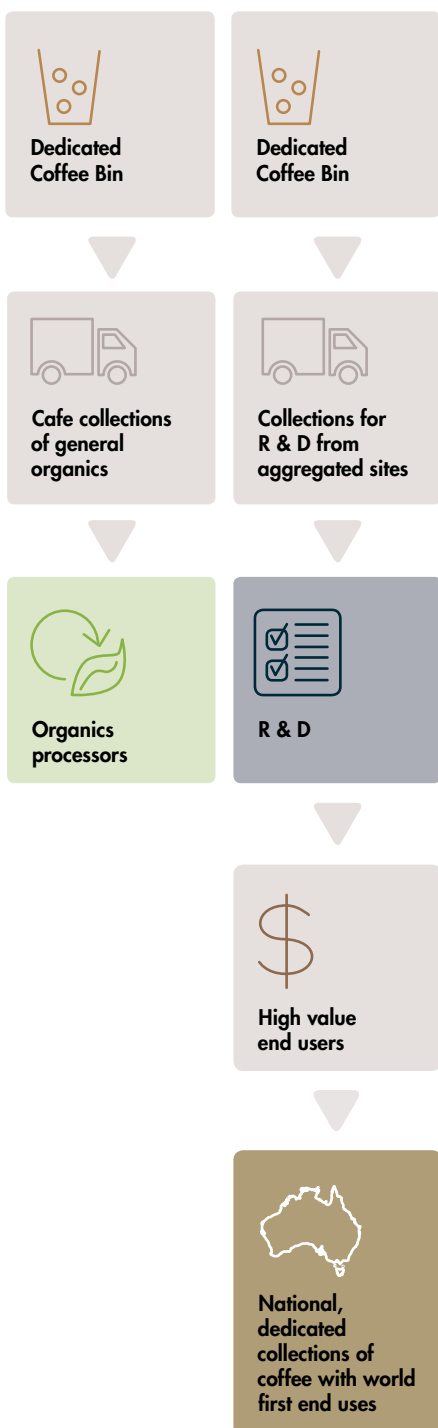 Dedicated
Coffee Bin
Dedicated
Coffee Bin
Cafe collections
of general
organics
Collections for
R & D from
aggregated sites
Organics
processors
R & D
High value
end users
National,
dedicated
collections of
coffee with world
first end uses